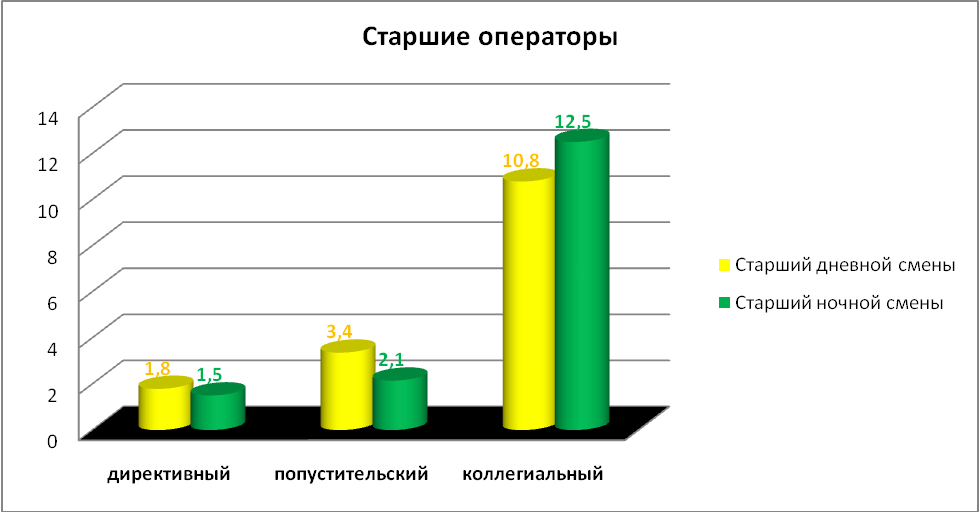 Старшие операторы
14
12
10
8
6
4
2
0
1,8
1,5
3,4
2,1
10,8
12,5
директивный
попустительский
коллегиальный
Старший дневной смены
Старший ночной смены